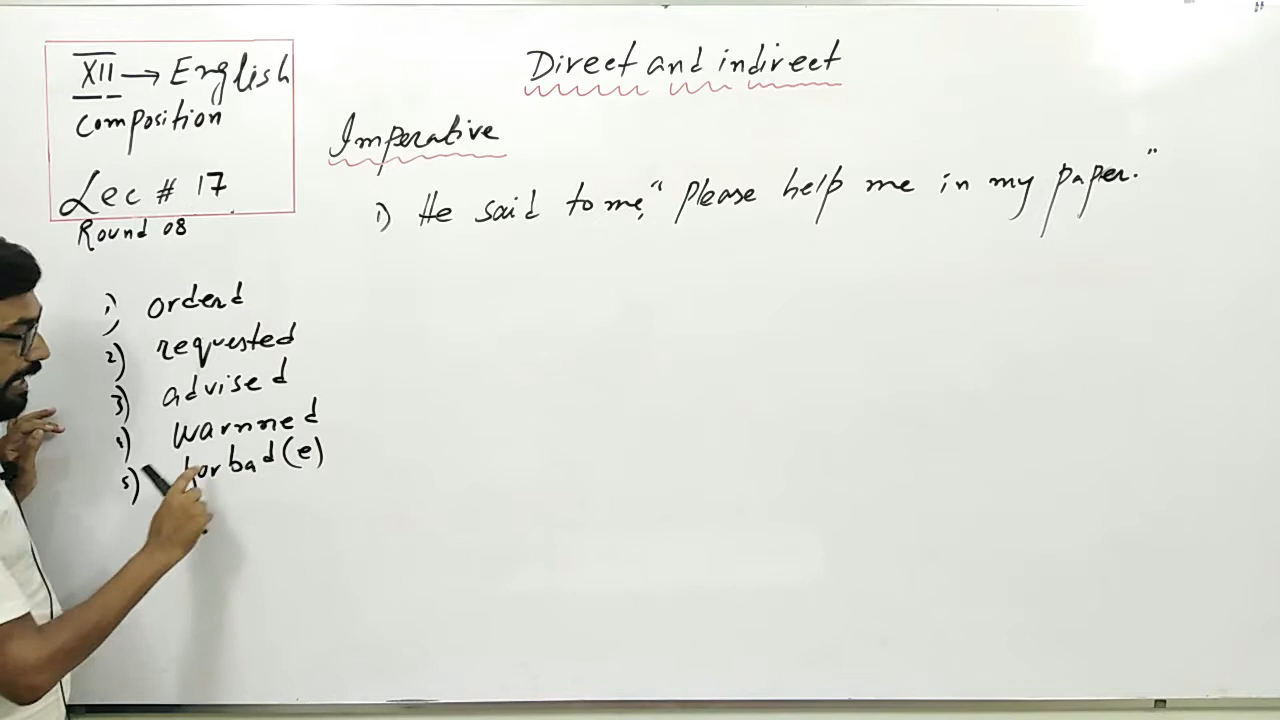 XII → English
composition
Lec # 17
Round 08
Direct and indirect
Imperative
1) He said to me, “Please help me in my paper.”
1) orderd
2) requested
3) advised
4) warnned
5) forbad(e)